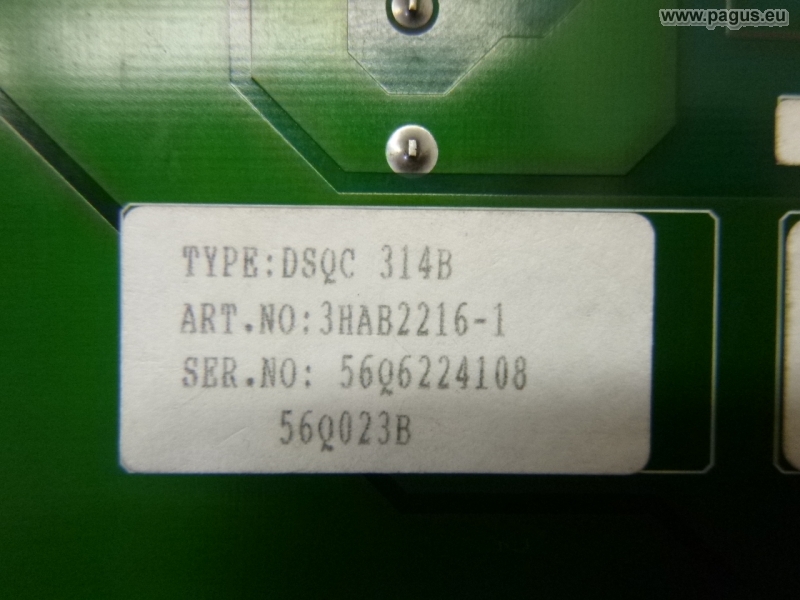 www.pagus.eu
TYPE:DSQC 314B
ART.NO:3HAB2216-1
SER.NO: 56Q6224108
56Q023B